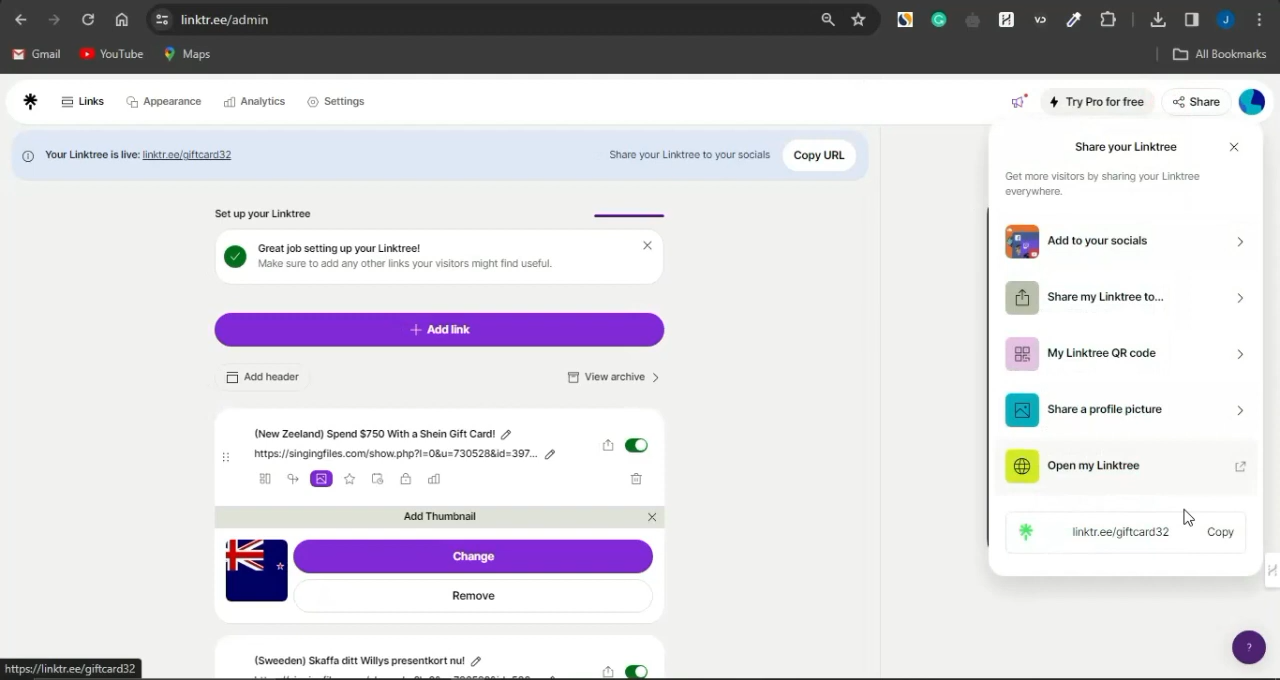 linktr.ee/admin
J
Gmail
YouTube
Maps
All Bookmarks
Links
Appearance
Analytics
Settings
Try Pro for free
Share
Your Linktree is live: linktr.ee/giftcard32
Share your Linktree to your socials
Copy URL
Set up your Linktree
Great job setting up your Linktree!
Make sure to add any other links your visitors might find useful.
Add link
Add header
View archive
(New Zeeland) Spend $750 With a Shein Gift Card!
https://singingfiles.com/show.php?l=0&u=730528&id=397...
Add Thumbnail
Change
Remove
(Sweeden) Skaffa ditt Willys presentkort nu!
Share your Linktree
Get more visitors by sharing your Linktree
everywhere.
Add to your socials
Share my Linktree to...
My Linktree QR code
Share a profile picture
Open my Linktree
linktr.ee/giftcard32
Copy
?
https://linktr.ee/giftcard32